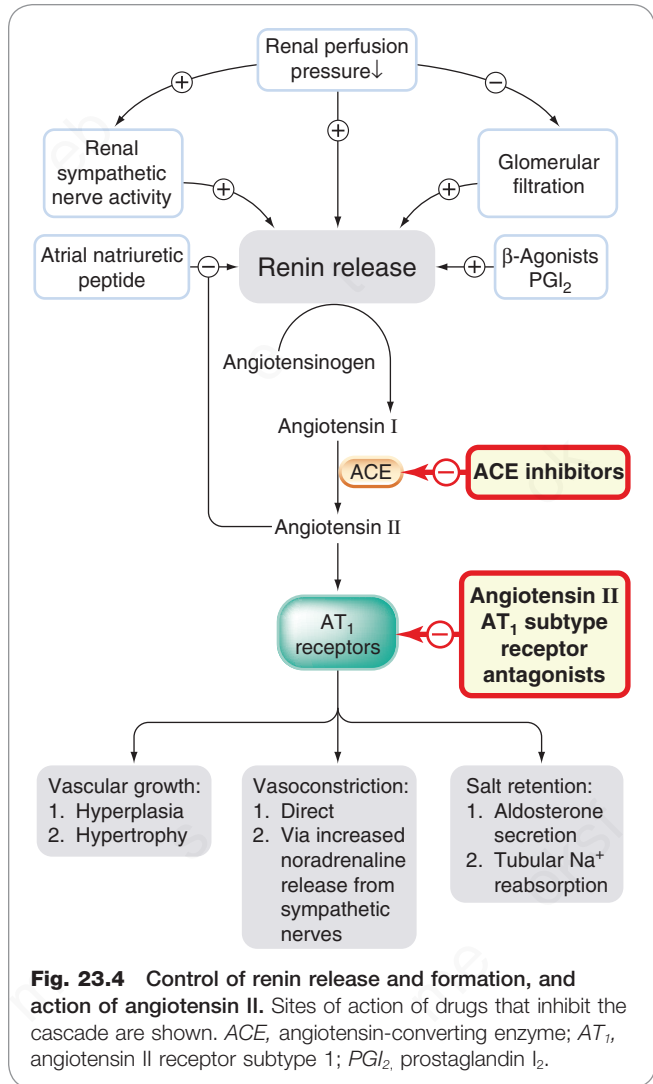 Renal perfusion
pressure↓
+
+
−
Renal
sympathetic
nerve activity
+
Glomerular
filtration
+
Atrial natriuretic
peptide
−
Renin release
+
β-Agonists
PGI₂
Angiotensinogen
Angiotensin I
ACE
−
ACE inhibitors
Angiotensin II
AT₁
receptors
−
Angiotensin II
AT₁ subtype
receptor
antagonists
Vascular growth:
1. Hyperplasia
2. Hypertrophy
Vasoconstriction:
1. Direct
2. Via increased
noradrenaline
release from
sympathetic
nerves
Salt retention:
1. Aldosterone
secretion
2. Tubular Na⁺
reabsorption
Fig. 23.4 Control of renin release and formation, and
action of angiotensin II. Sites of action of drugs that inhibit the
cascade are shown. ACE, angiotensin-converting enzyme; AT₁,
angiotensin II receptor subtype 1; PGI₂, prostaglandin I₂.